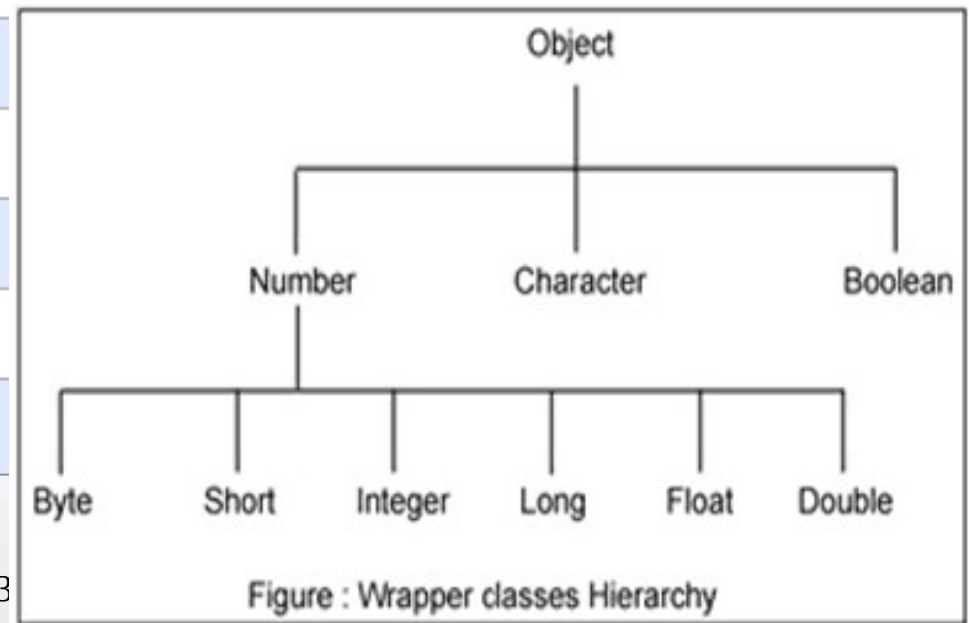 Object
Number Character Boolean
Byte Short Integer Long Float Double
Figure : Wrapper classes Hierarchy